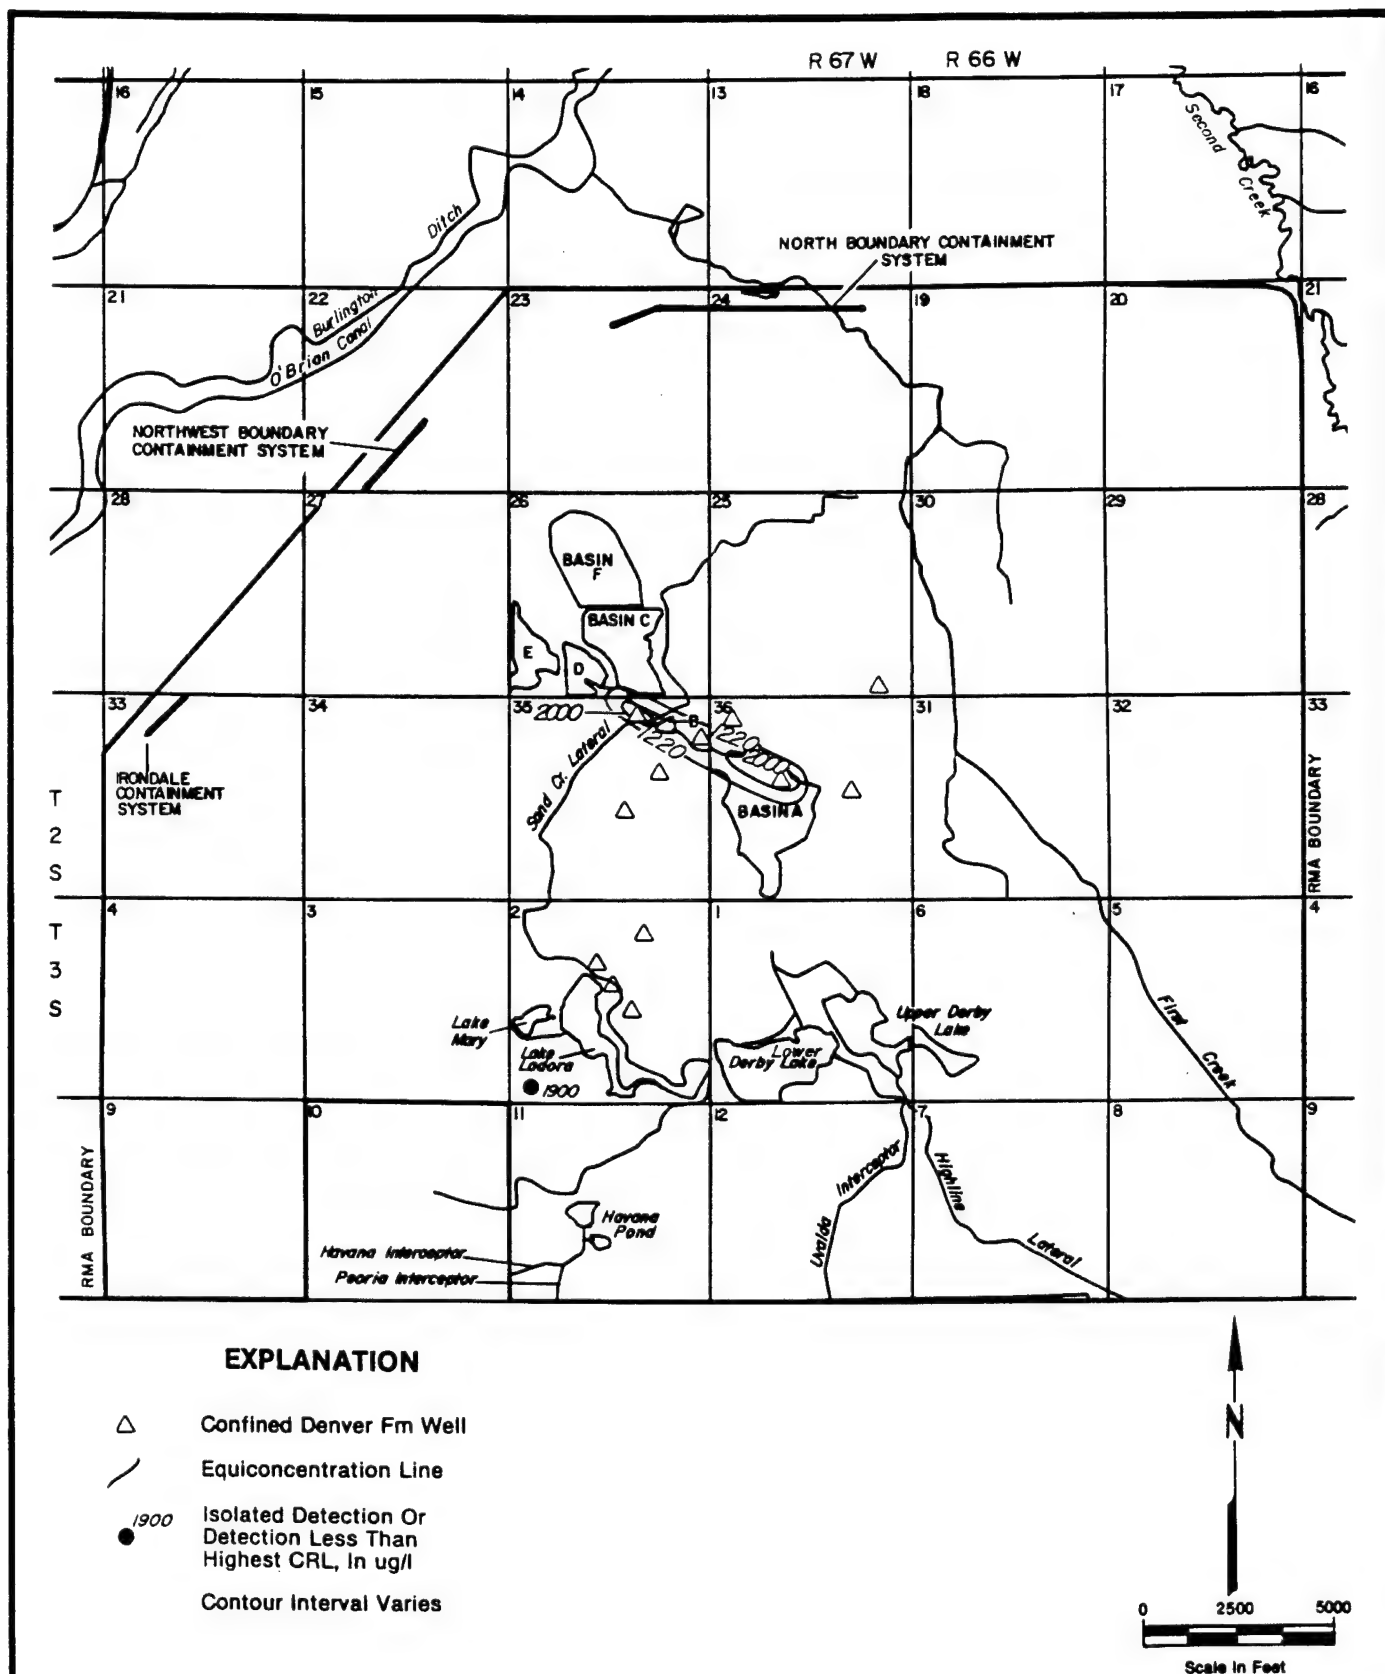 R 67 W R 66 W
16 15 14 13 18 17 16
Second
Creek
Ditch
NORTH BOUNDARY CONTAINMENT
SYSTEM
21 22 23 24 19 20 21
Burlington
O'Brian Canal
NORTHWEST BOUNDARY
CONTAINMENT SYSTEM
28 27 26 25 30 29 28
BASIN
F
BASIN C
E
D
33 34 35 36 31 32 33
2000
B
1220
1220
2000
Sand Ct. Lateral
IRONDALE
CONTAINMENT
SYSTEM
BASIN A
RMA BOUNDARY
T
2
S
4 3 2 1 6 5 4
T
3
S
First
Creek
Lake
Mary
Lake
Ladora
Upper Derby
Lake
Lower
Derby Lake
1900
9 10 11 12 7 8 9
RMA BOUNDARY
Interceptor
Uvalda
Highline
Lateral
Havana
Pond
Havana Interceptor
Peoria Interceptor
EXPLANATION
Confined Denver Fm Well
Equiconcentration Line
1900 Isolated Detection Or
Detection Less Than
Highest CRL, In ug/l
Contour Interval Varies
N
0 2500 5000
Scale in Feet